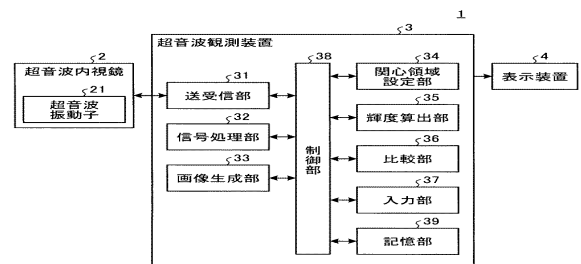 1
3
超音波観測装置
2
超音波内視鏡
21
超音波
振動子
31
送受信部
32
信号処理部
33
画像生成部
38
制御部
34
関心領域
設定部
35
輝度算出部
36
比較部
37
入力部
39
記憶部
4
表示装置